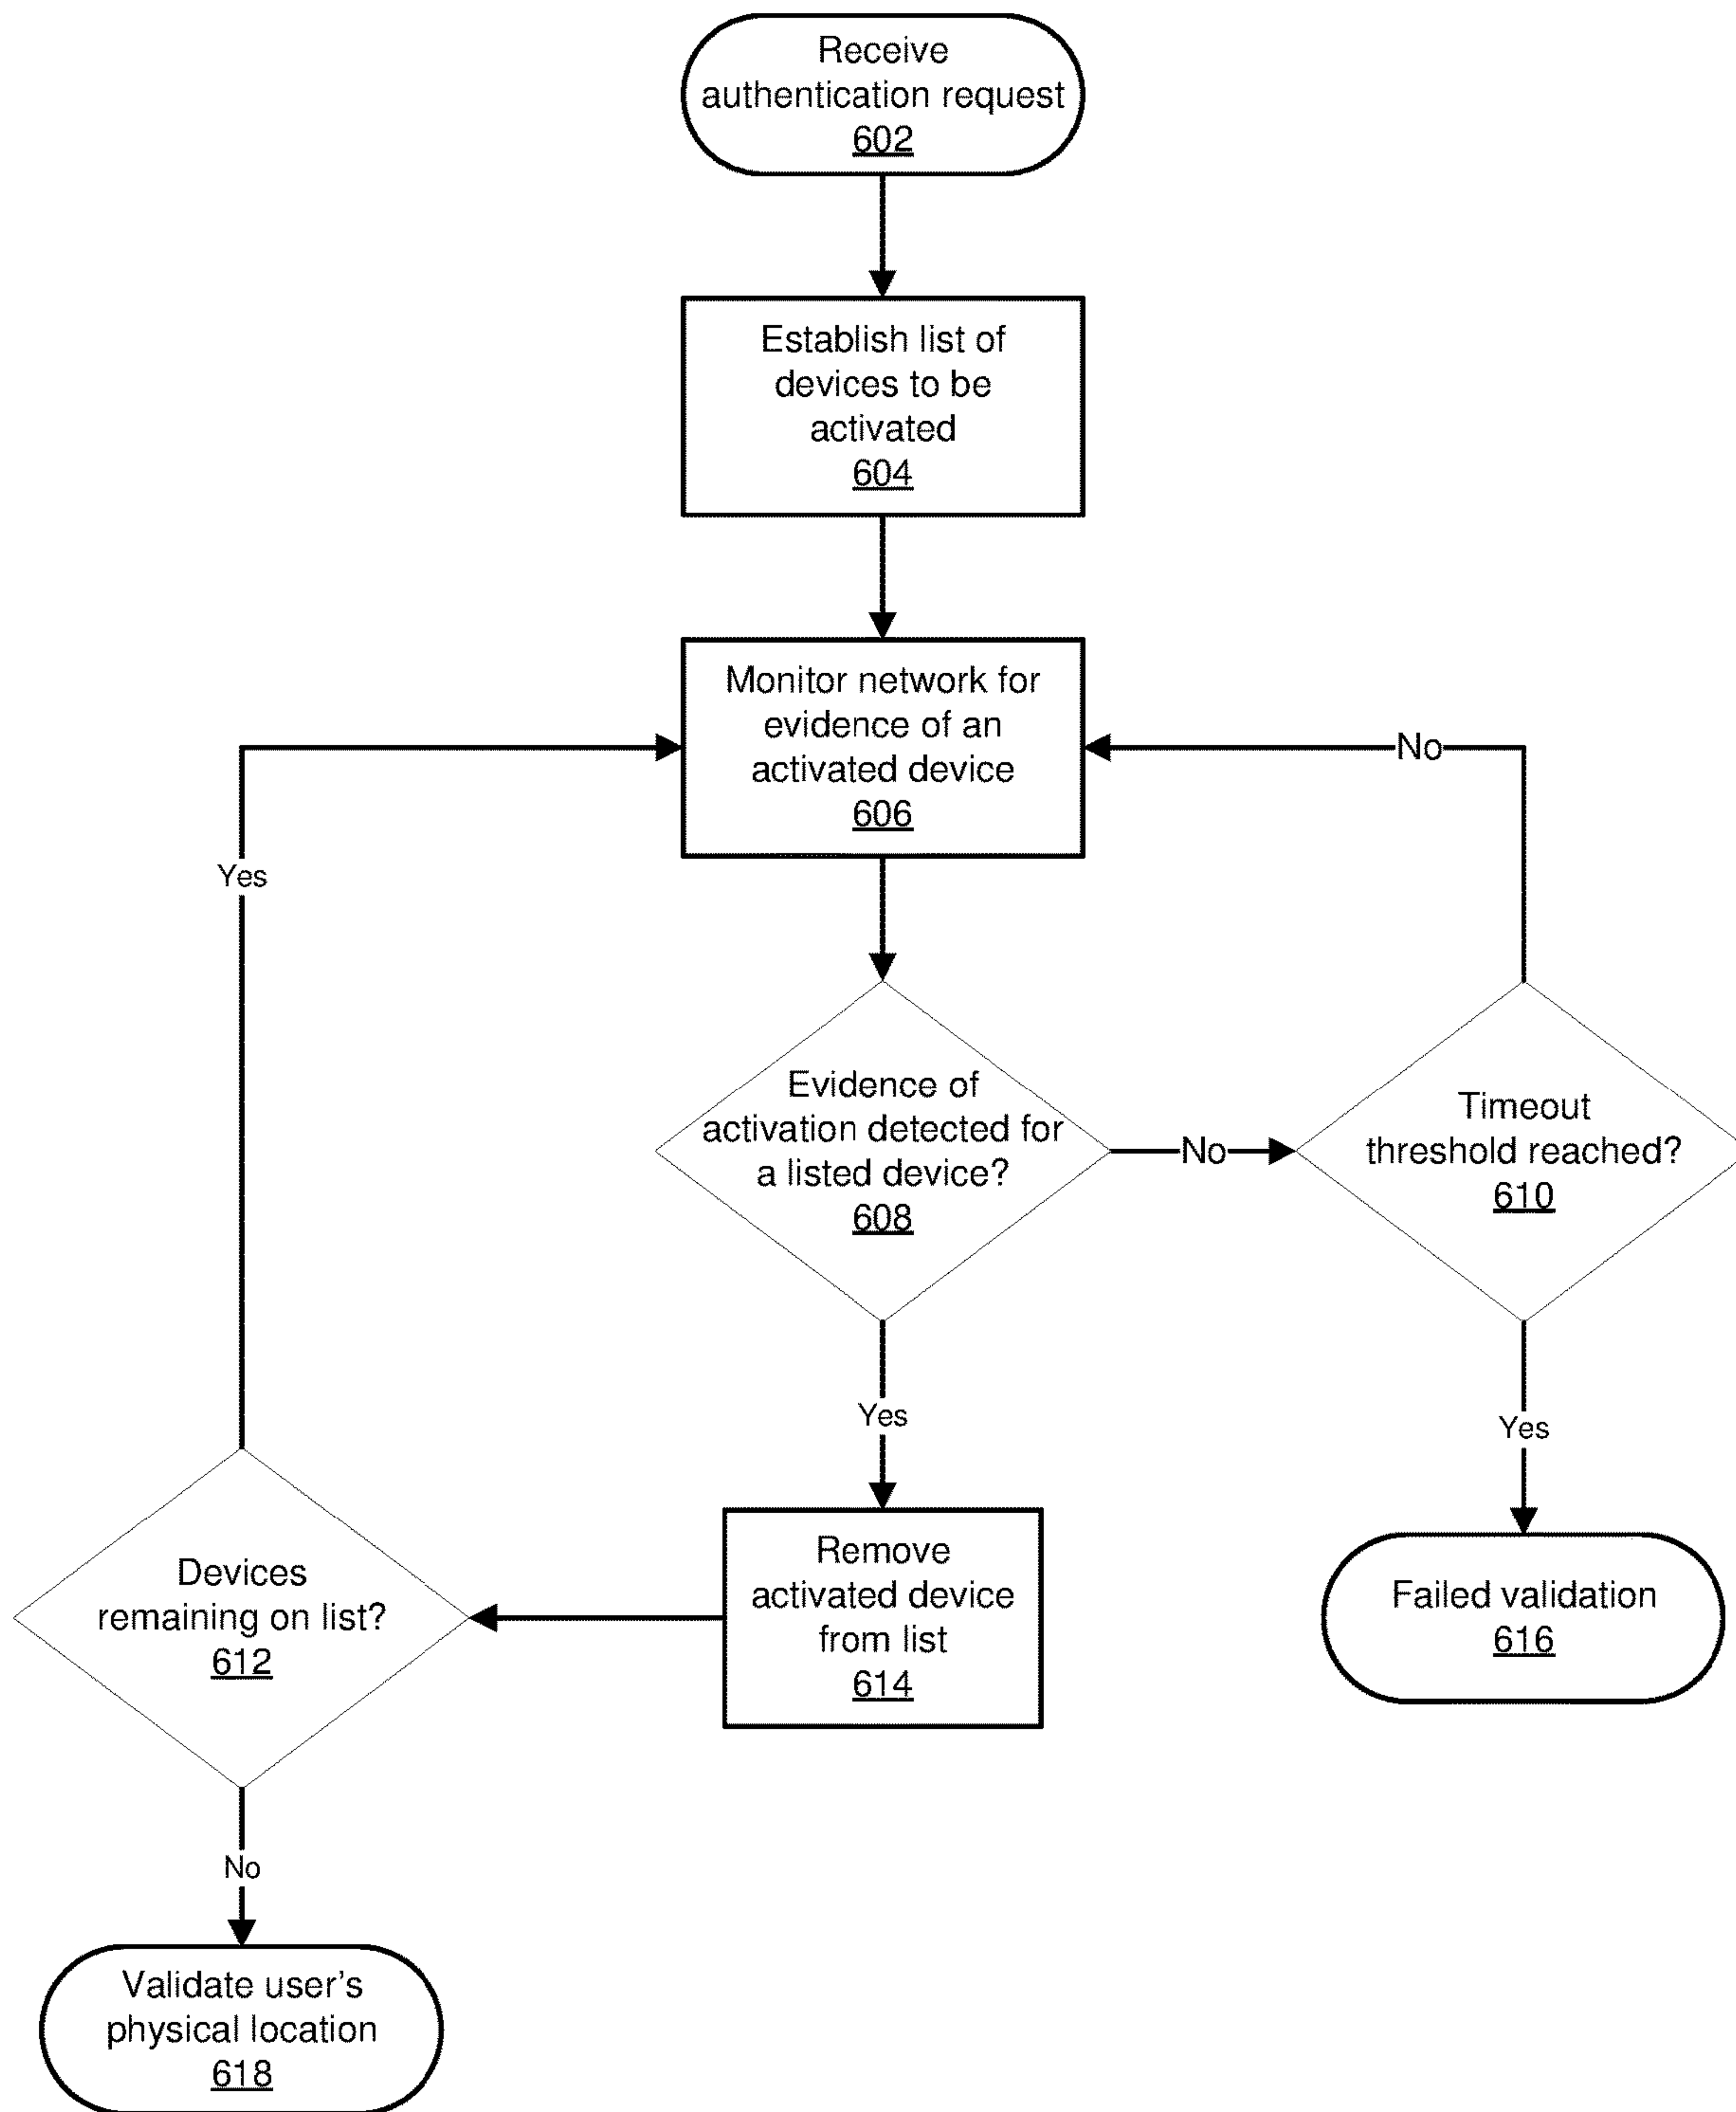 Receive
authentication request
602
Establish list of
devices to be
activated
604
Monitor network for
evidence of an
activated device
606
No
Yes
Evidence of
activation detected for
a listed device?
608
No
Timeout
threshold reached?
610
Yes
Yes
Devices
remaining on list?
612
Remove
activated device
from list
614
Failed validation
616
No
Validate user's
physical location
618